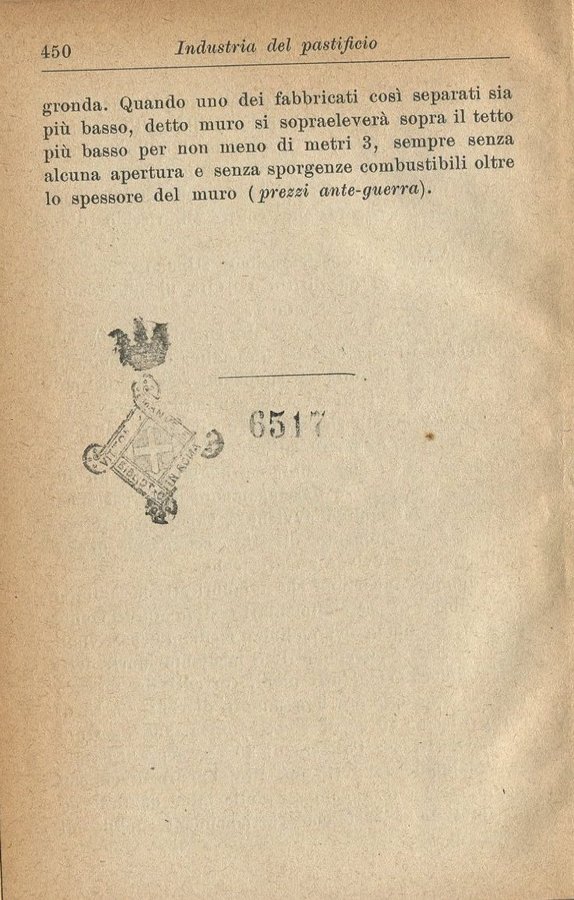 450
Industria del pastificio
gronda. Quando uno dei fabbricati così separati sia
più basso, detto muro si sopraeleverà sopra il tetto
più basso per non meno di metri 3, sempre senza
alcuna apertura e senza sporgenze combustibili oltre
lo spessore del muro (prezzi ante-guerra).
6517
IN ROMA